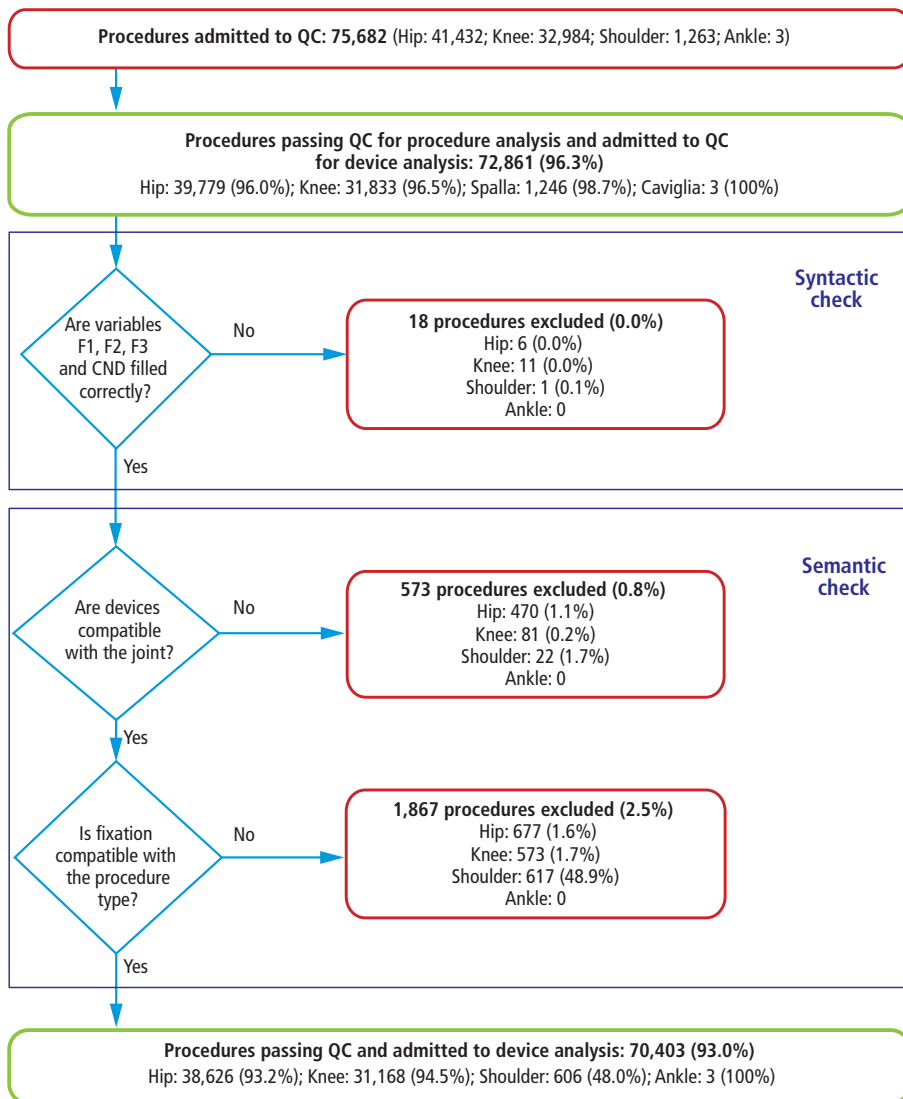 Procedures admitted to QC: 75,682 (Hip: 41,432; Knee: 32,984; Shoulder: 1,263; Ankle: 3)
Procedures passing QC for procedure analysis and admitted to QC
for device analysis: 72,861 (96.3%)
Hip: 39,779 (96.0%); Knee: 31,833 (96.5%); Spalla: 1,246 (98.7%); Caviglia: 3 (100%)
Syntactic
check
Are variables
F1, F2, F3
and CND filled
correctly?
No
18 procedures excluded (0.0%)
Hip: 6 (0.0%)
Knee: 11 (0.0%)
Shoulder: 1 (0.1%)
Ankle: 0
Yes
Semantic
check
Are devices
compatible
with the joint?
No
573 procedures excluded (0.8%)
Hip: 470 (1.1%)
Knee: 81 (0.2%)
Shoulder: 22 (1.7%)
Ankle: 0
Yes
Is fixation
compatible with
the procedure
type?
No
1,867 procedures excluded (2.5%)
Hip: 677 (1.6%)
Knee: 573 (1.7%)
Shoulder: 617 (48.9%)
Ankle: 0
Yes
Procedures passing QC and admitted to device analysis: 70,403 (93.0%)
Hip: 38,626 (93.2%); Knee: 31,168 (94.5%); Shoulder: 606 (48.0%); Ankle: 3 (100%)